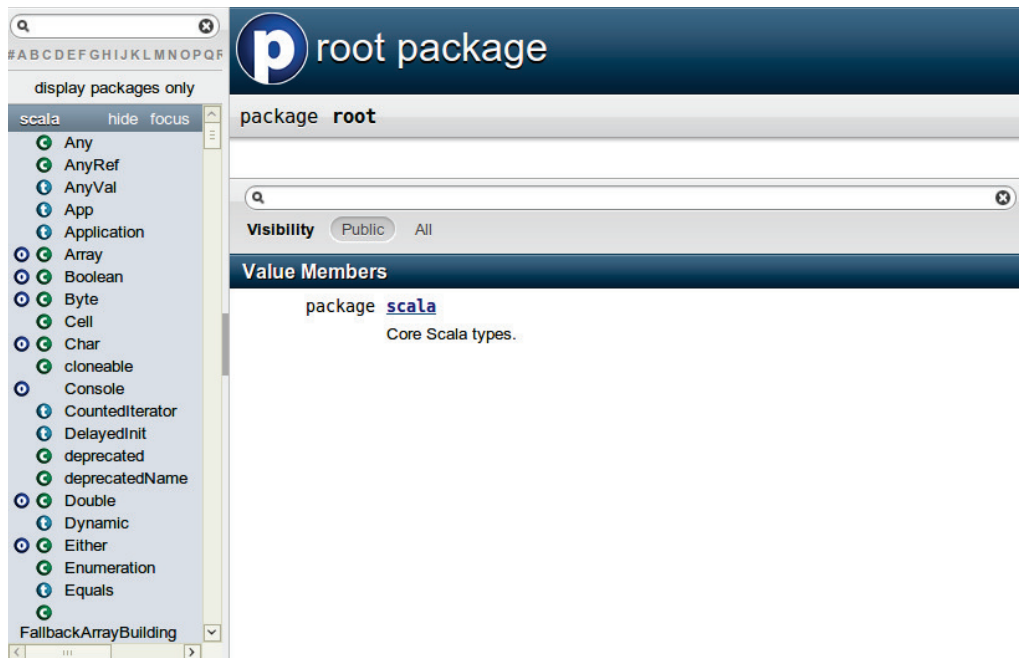 #ABCDEFGHIJKLMNOPQR
display packages only
scala hide focus
C Any
C AnyRef
t AnyVal
t App
t Application
O C Array
O C Boolean
O C Byte
C Cell
O C Char
C cloneable
O Console
t CountedIterator
t DelayedInit
C deprecated
C deprecatedName
O C Double
t Dynamic
O C Either
C Enumeration
t Equals
C
FallbackArrayBuilding
p root package
package root
Visibility Public All
Value Members
package scala
Core Scala types.